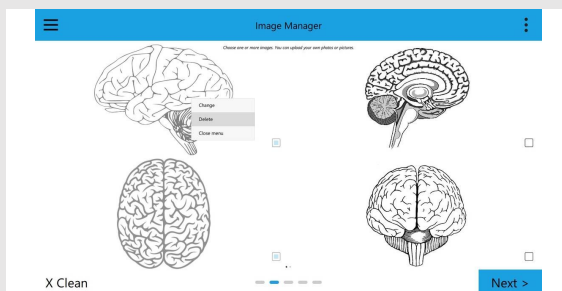 Image Manager
Choose one or more images. You can upload your own photos or pictures.
Change
Delete
Close menu
X Clean
Next >